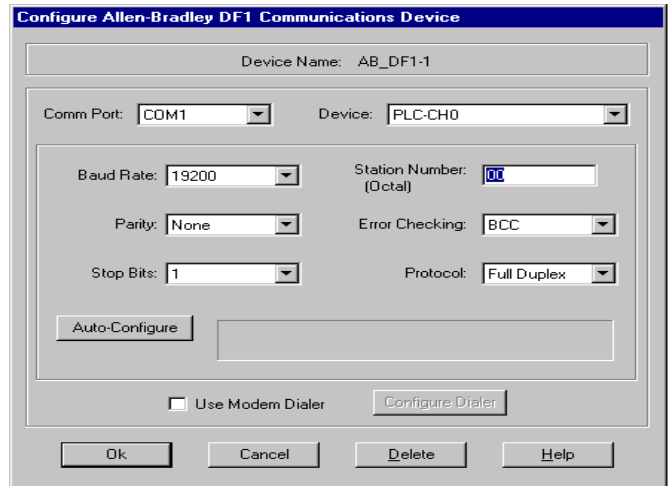 Configure Allen-Bradley DF1 Communications Device
Device Name: AB_DF1-1
Comm Port: COM1 Device: PLC-CH0
Baud Rate: 19200 Station Number: 00
(Octal)
Parity: None Error Checking: BCC
Stop Bits: 1 Protocol: Full Duplex
Auto-Configure
Use Modem Dialer Configure Dialer
Ok Cancel Delete Help